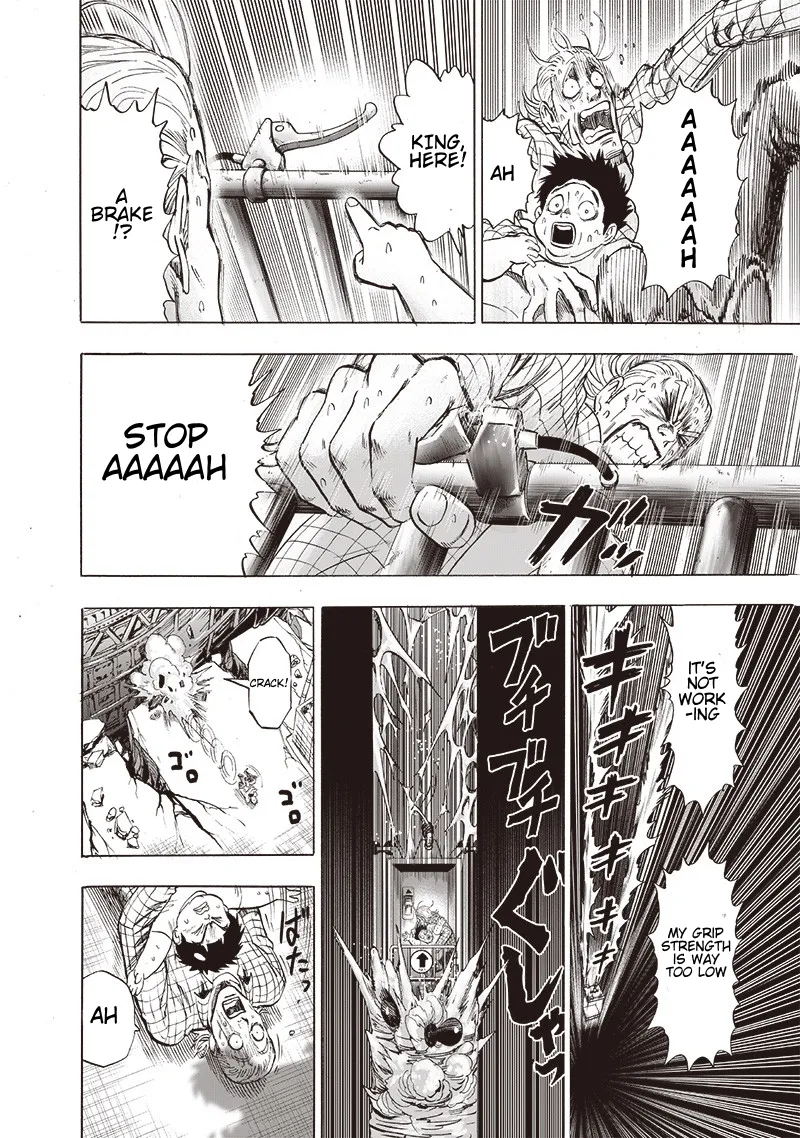 AAAAAAH
AH
KING,
HERE!
A
BRAKE
!?
STOP
AAAAAH
ガッ
IT'S
NOT
WORK
-ING
キキキキキキキ
MY GRIP
STRENGTH
IS WAY
TOO LOW
ブチブチ
ぐしゃっ
CRACK!
ゴロ
ゴロ
ばたっ
AH